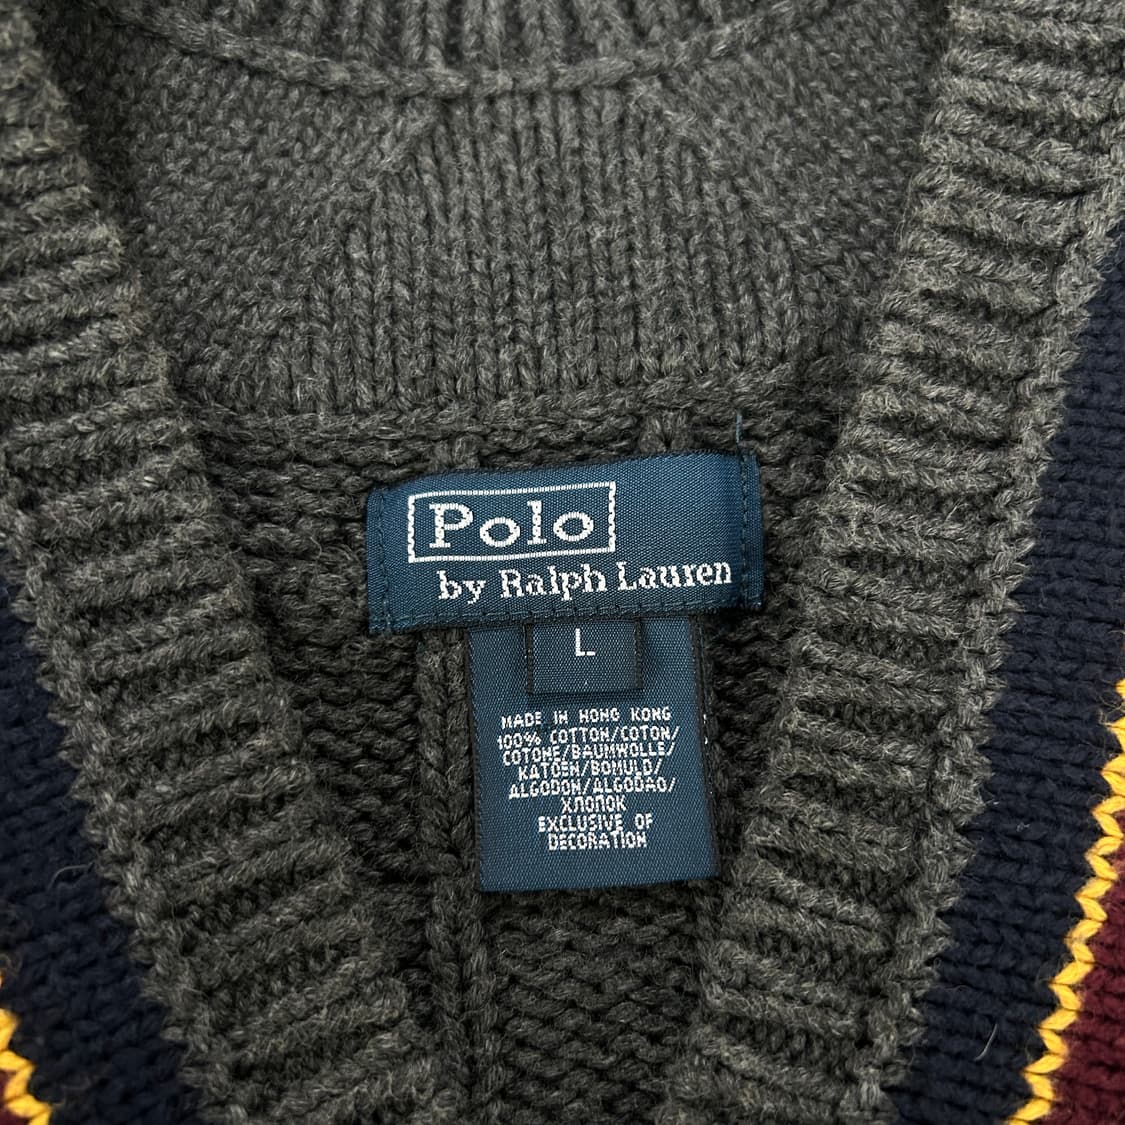 Polo
by Ralph Lauren
L
MADE IN HONG KONG
100% COTTON/COTON/
COTONE/BAUMWOLLE/
KATOEN/BOMULD/
ALGODON/ALGODAO/
ХЛОПОК
EXCLUSIVE OF
DECORATION